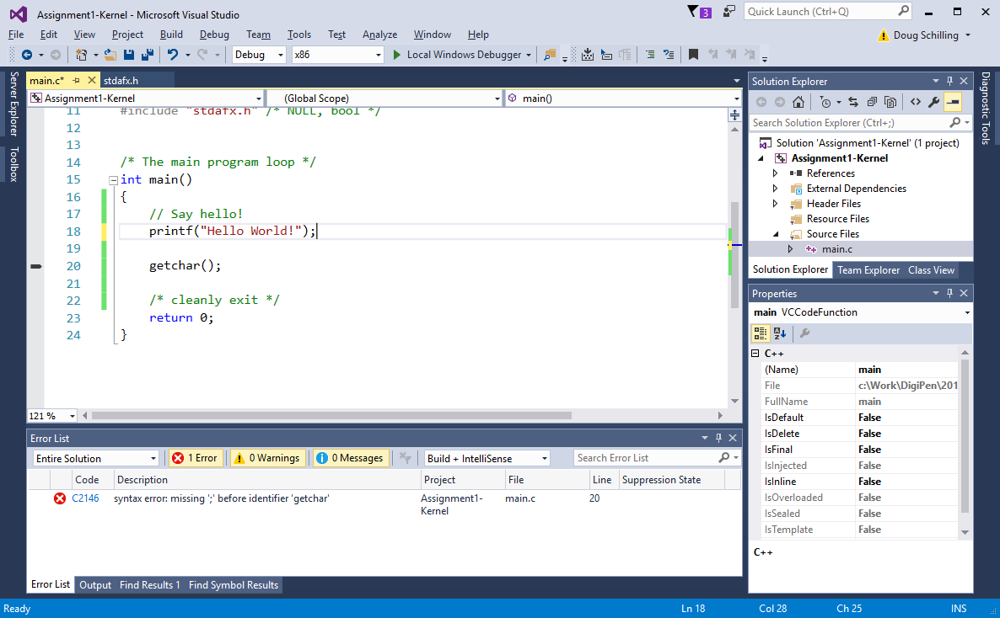 Assignment1-Kernel - Microsoft Visual Studio
3
Quick Launch (Ctrl+Q)
File Edit View Project Build Debug Team Tools Test Analyze Window Help
Doug Schilling
Debug x86 Local Windows Debugger
Server Explorer
Toolbox
main.c* stdafx.h
Assignment1-Kernel (Global Scope) main()
11 #include "stdafx.h" /* NULL, bool */
12
13
14 /* The main program loop */
15 int main()
16 {
17 // Say hello!
18 printf("Hello World!");
19
20 getchar();
21
22 /* cleanly exit */
23 return 0;
24 }
121 %
Error List
Entire Solution 1 Error 0 Warnings 0 Messages Build + IntelliSense Search Error List
Code Description Project File Line Suppression State
C2146 syntax error: missing ';' before identifier 'getchar' Assignment1- main.c 20
Kernel
Error List Output Find Results 1 Find Symbol Results
Solution Explorer
Search Solution Explorer (Ctrl+;)
Solution 'Assignment1-Kernel' (1 project)
Assignment1-Kernel
References
External Dependencies
Header Files
Resource Files
Source Files
main.c
Solution Explorer Team Explorer Class View
Properties
main VCCodeFunction
C++
(Name) main
File c:\Work\DigiPen\201
FullName main
IsDefault False
IsDelete False
IsFinal False
IsInjected False
IsInline False
IsOverloaded False
IsSealed False
IsTemplate False
C++
Diagnostic Tools
Ready Ln 18 Col 28 Ch 25 INS